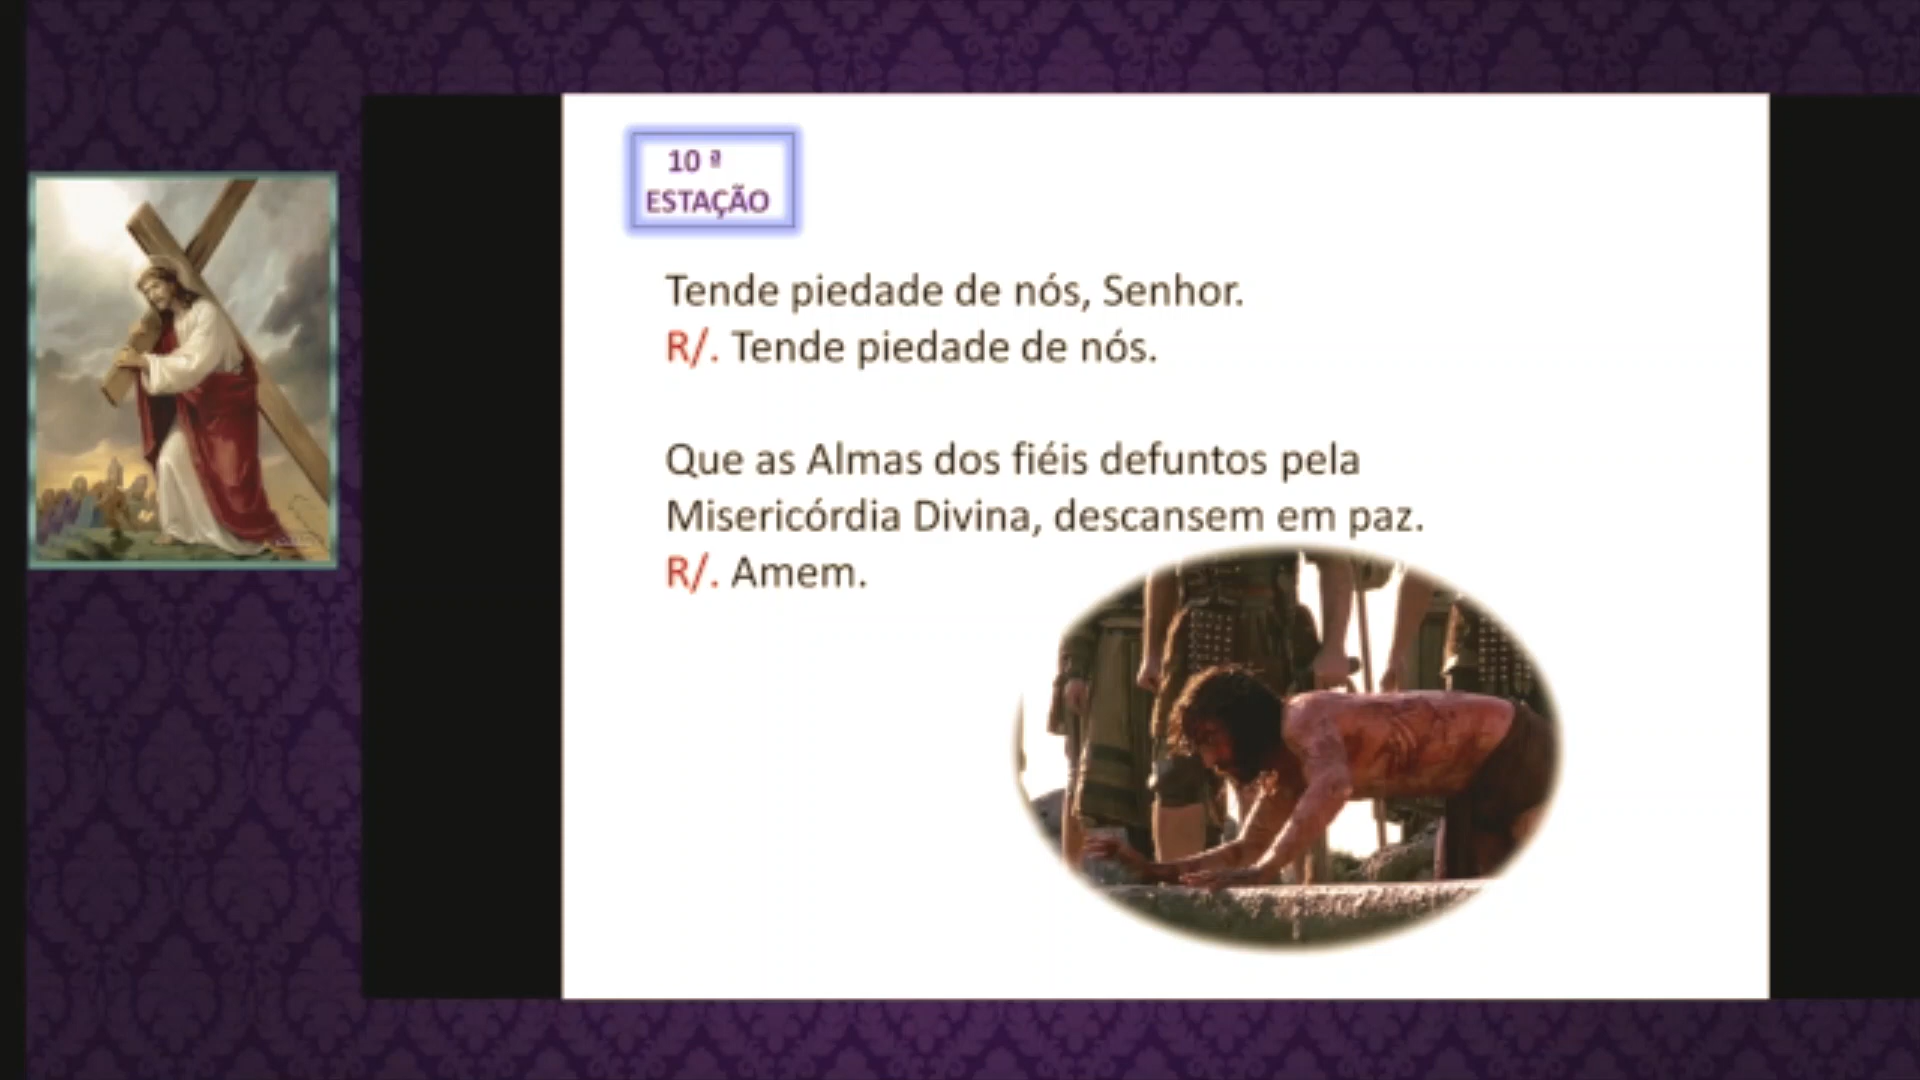 10 ª
ESTAÇÃO
Tende piedade de nós, Senhor.
R/. Tende piedade de nós.
Que as Almas dos fiéis defuntos pela
Misericórdia Divina, descansem em paz.
R/. Amem.